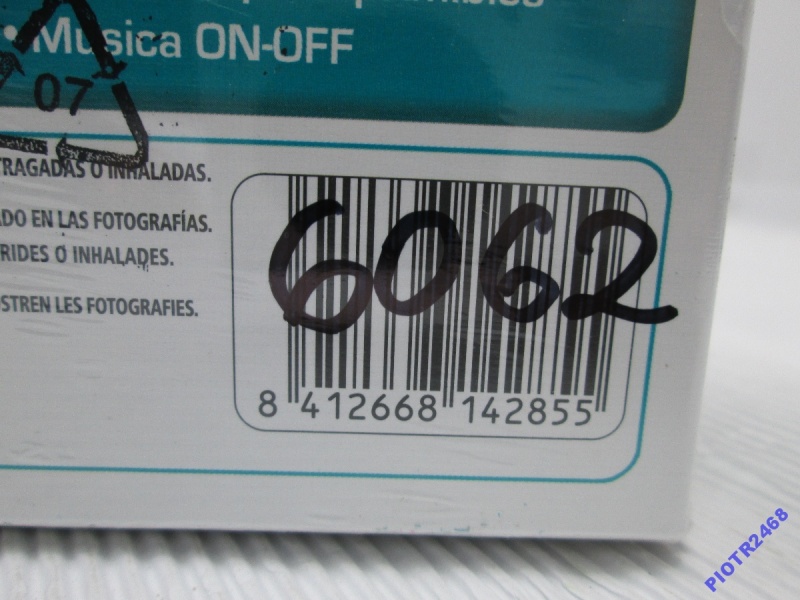 • Musica ON-OFF
07
TRAGADAS O INHALADAS.
ADO EN LAS FOTOGRAFÍAS.
RIDES O INHALADES.
OSTREN LES FOTOGRAFIES.
6062
8 412668 142855
PIOTR2468